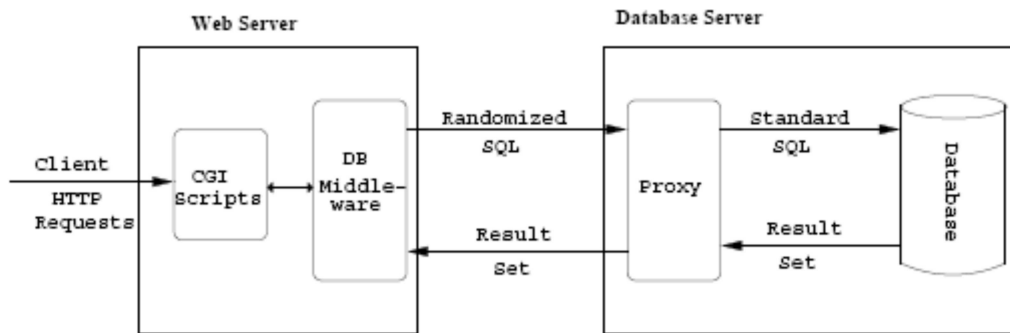 Web Server
Database Server
Client
HTTP
Requests
CGI
Scripts
DB
Middle-
ware
Randomized
SQL
Result
Set
Proxy
Standard
SQL
Result
Set
Database